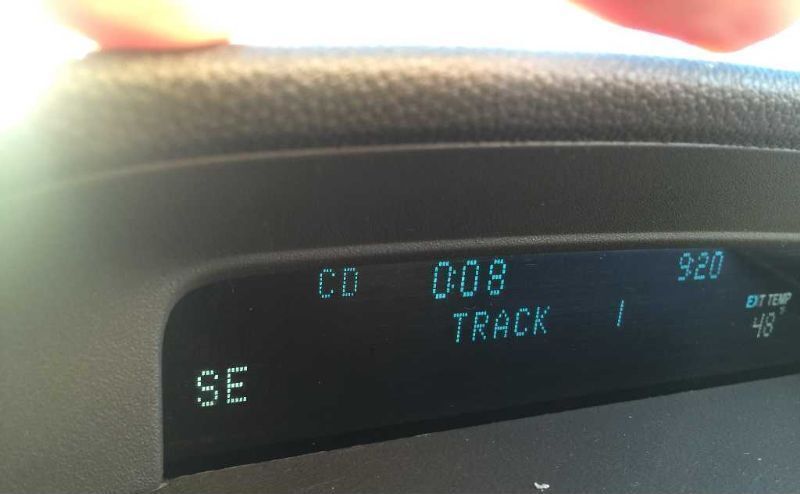 CD 0:08 9:20
TRACK 1
EXT TEMP
48°
SE